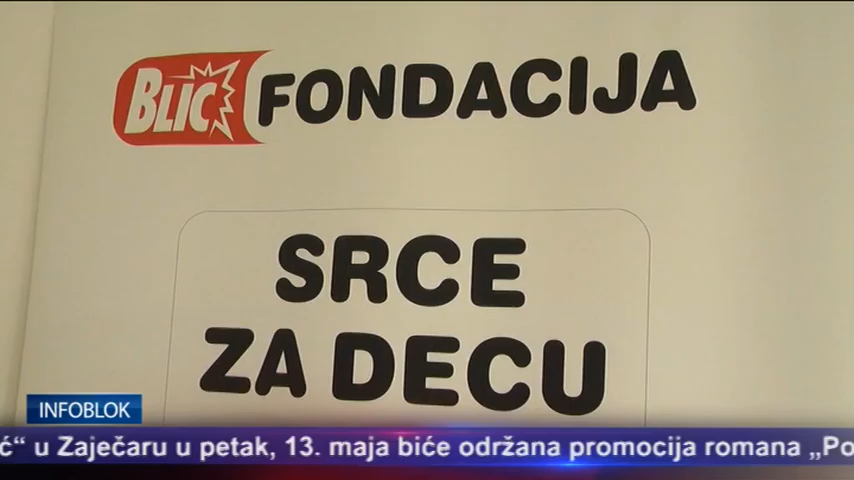 BLIC FONDACIJA
SRCE
ZA DECU
INFOBLOK
ć“ u Zaječaru u petak, 13. maja biće održana promocija romana „Po